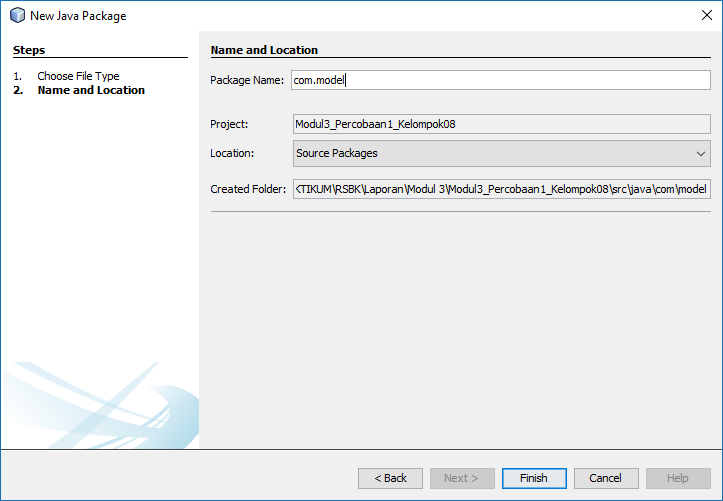 New Java Package
Steps
1. Choose File Type
2. Name and Location
Name and Location
Package Name: com.model
Project: Modul3_Percobaan1_Kelompok08
Location: Source Packages
Created Folder: KTIKUM\RSBK\Laporan\Modul 3\Modul3_Percobaan1_Kelompok08\src\java\com\model
< Back
Next >
Finish
Cancel
Help